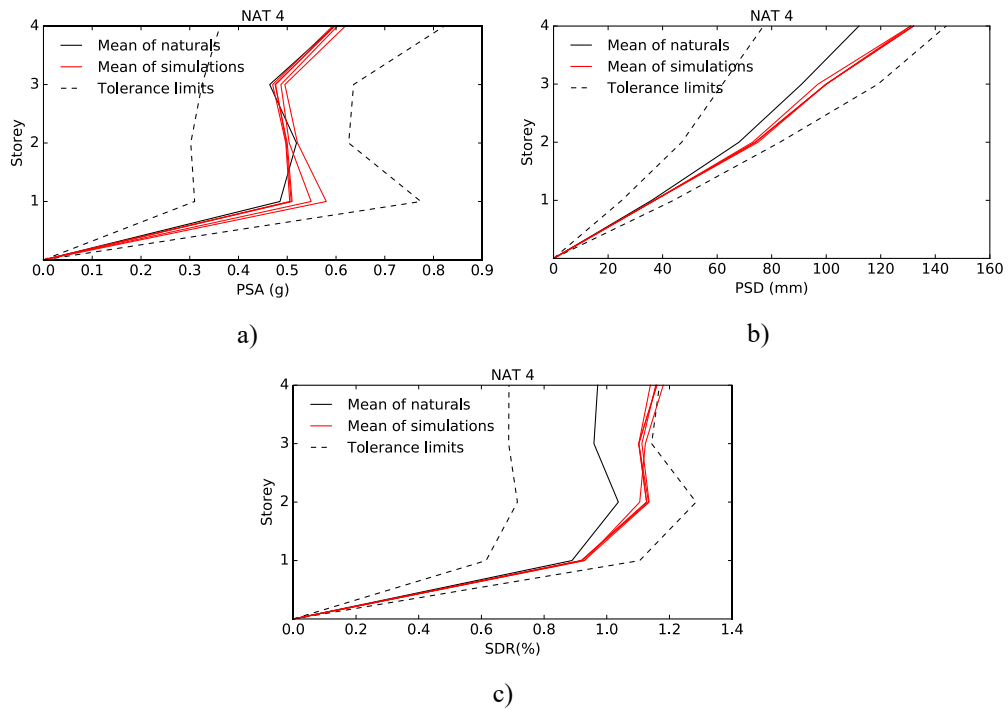 NAT 4
4
3
2
1
Storey
Mean of naturals
Mean of simulations
Tolerance limits
0.0 0.1 0.2 0.3 0.4 0.5 0.6 0.7 0.8 0.9
PSA (g)
a)
NAT 4
4
3
2
1
Storey
Mean of naturals
Mean of simulations
Tolerance limits
0 20 40 60 80 100 120 140 160
PSD (mm)
b)
NAT 4
4
3
2
1
Storey
Mean of naturals
Mean of simulations
Tolerance limits
0.0 0.2 0.4 0.6 0.8 1.0 1.2 1.4
SDR(%)
c)